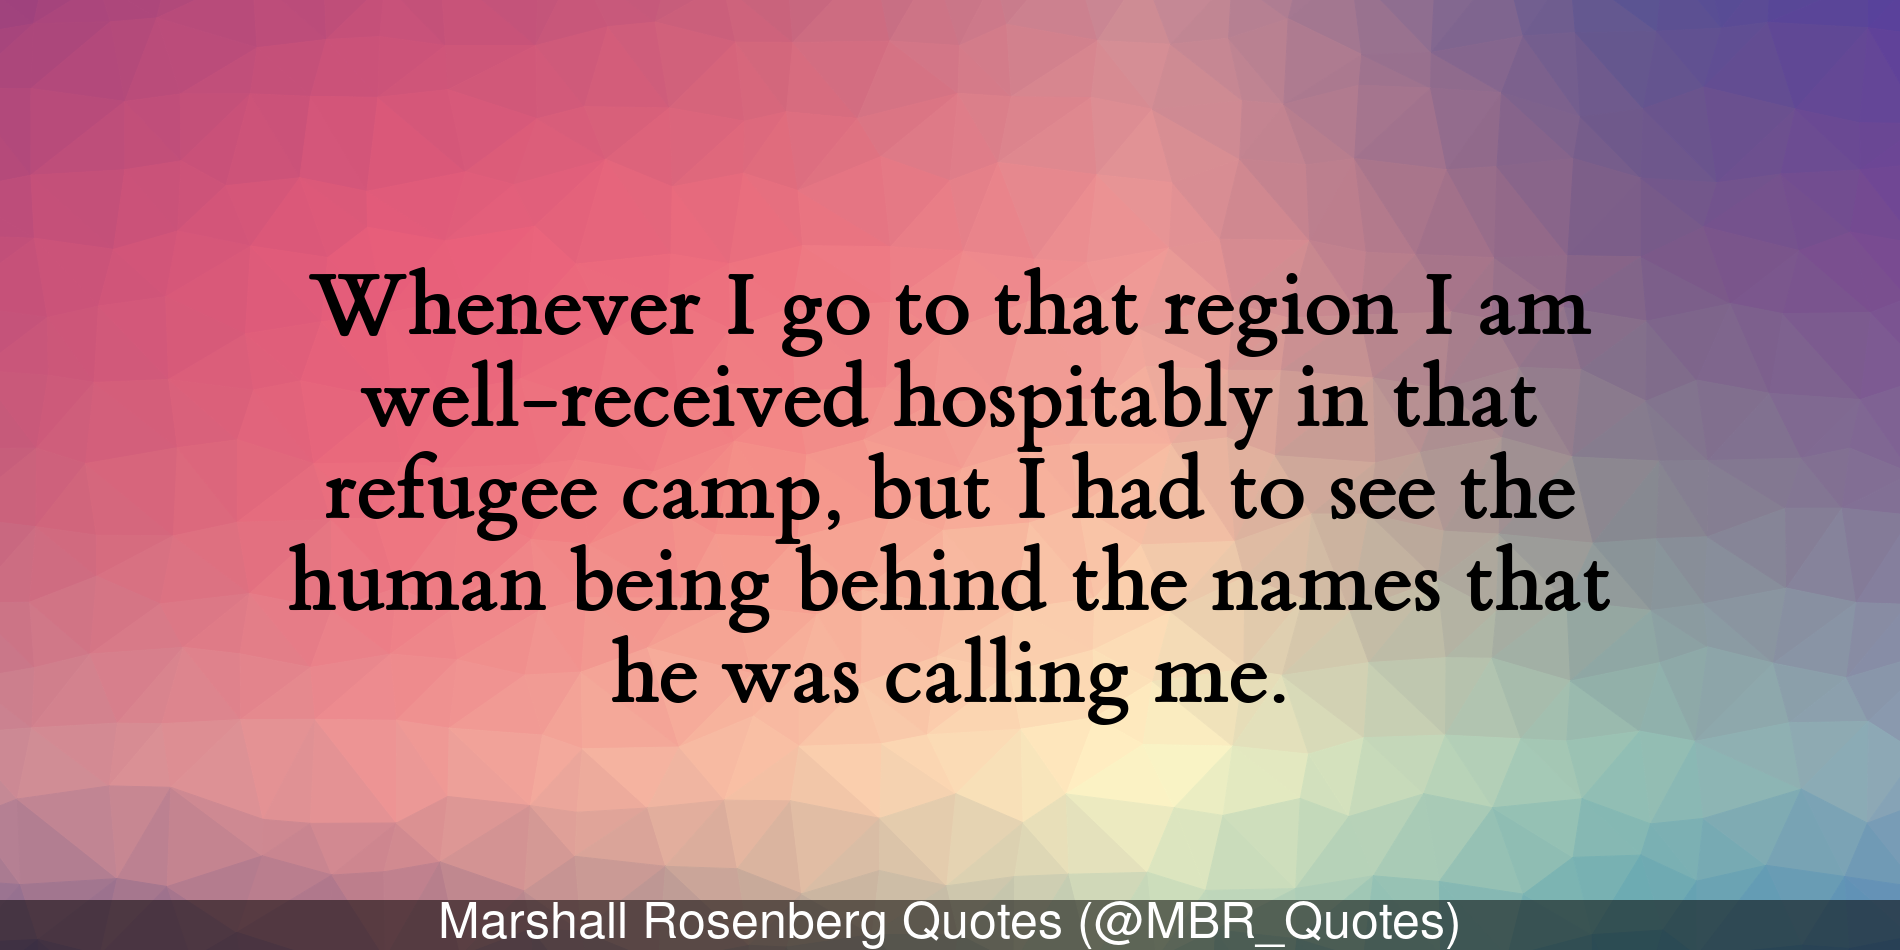 Whenever I go to that region I am
well-received hospitably in that
refugee camp, but I had to see the
human being behind the names that
he was calling me.
Marshall Rosenberg Quotes (@MBR_Quotes)